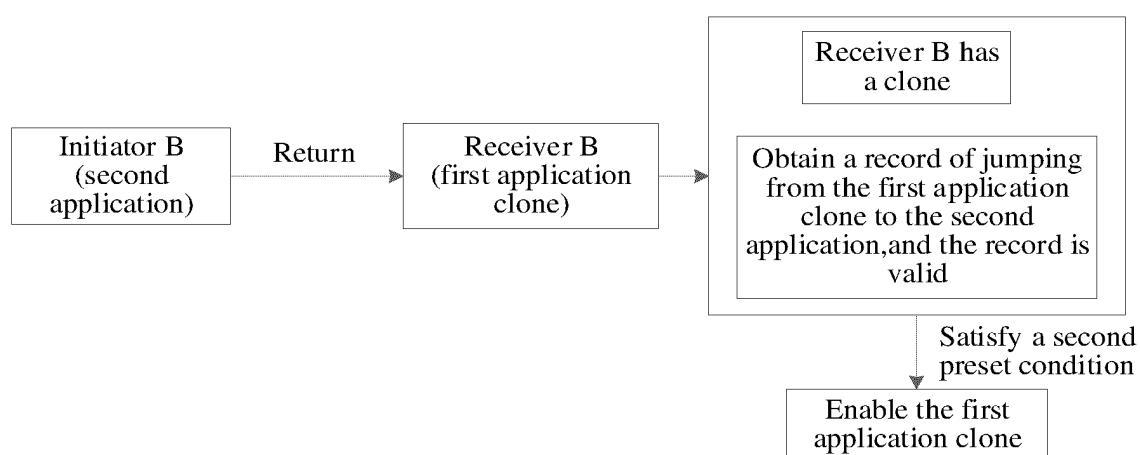 Initiator B
(second
application)
Return
Receiver B
(first application
clone)
Receiver B has
a clone
Obtain a record of jumping
from the first application
clone to the second
application,and the record is
valid
Satisfy a second
preset condition
Enable the first
application clone